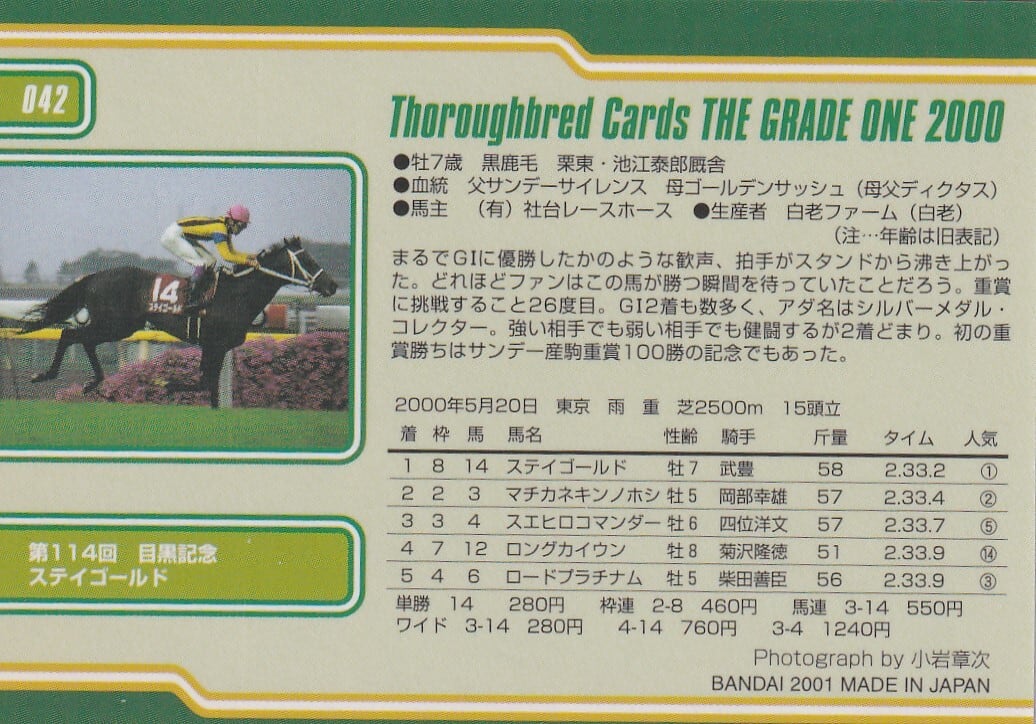 042
Thoroughbred Cards THE GRADE ONE 2000
●牡7歳　黒鹿毛　栗東・池江泰郎厩舎
●血統　父サンデーサイレンス　母ゴールデンサッシュ（母父ディクタス）
●馬主　（有）社台レースホース　●生産者　白老ファーム（白老）
（注…年齢は旧表記）
まるでGIに優勝したかのような歓声、拍手がスタンドから沸き上がっ
た。どれほどファンはこの馬が勝つ瞬間を待っていたことだろう。重賞
に挑戦すること26度目。GI2着も数多く、アダ名はシルバーメダル・
コレクター。強い相手でも弱い相手でも健闘するが2着どまり。初の重
賞勝ちはサンデー産駒重賞100勝の記念でもあった。
14
2000年5月20日　東京　雨　重　芝2500m　15頭立
着　枠　馬　馬名　性齢　騎手　斤量　タイム　人気
1　8　14　ステイゴールド　牡7　武豊　58　2.33.2　①
2　2　3　マチカネキンノホシ　牡5　岡部幸雄　57　2.33.4　②
3　3　4　スエヒロコマンダー　牡6　四位洋文　57　2.33.7　⑤
4　7　12　ロングカイウン　牡8　菊沢隆徳　51　2.33.9　⑭
5　4　6　ロードプラチナム　牡5　柴田善臣　56　2.33.9　③
単勝　14　280円　枠連　2-8　460円　馬連　3-14　550円
ワイド　3-14　280円　4-14　760円　3-4　1240円
第114回　目黒記念
ステイゴールド
Photograph by 小岩章次
BANDAI 2001 MADE IN JAPAN